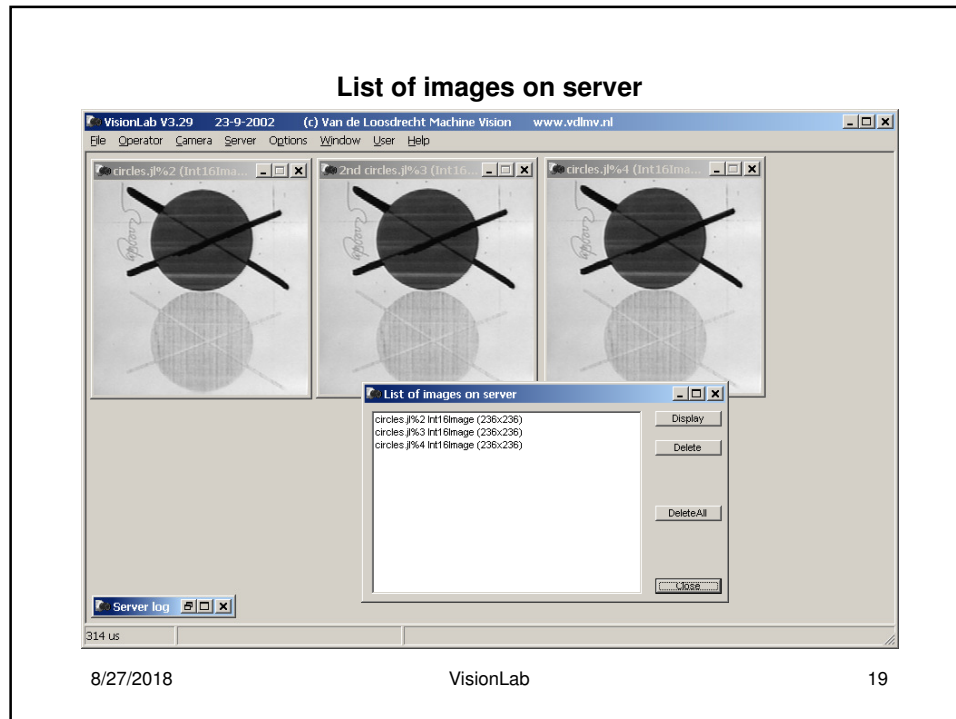 List of images on server
VisionLab V3.29 23-9-2002 (c) Van de Loosdrecht Machine Vision www.vdlmv.nl
File Operator Camera Server Options Window User Help
circles.jl%2 (Int16Ima...
2nd circles.jl%3 (Int16...
circles.jl%4 (Int16Ima...
List of images on server
circles.jl%2 Int16Image (236x236)
circles.jl%3 Int16Image (236x236)
circles.jl%4 Int16Image (236x236)
Display
Delete
DeleteAll
Close
Server log
314 us
8/27/2018 VisionLab 19